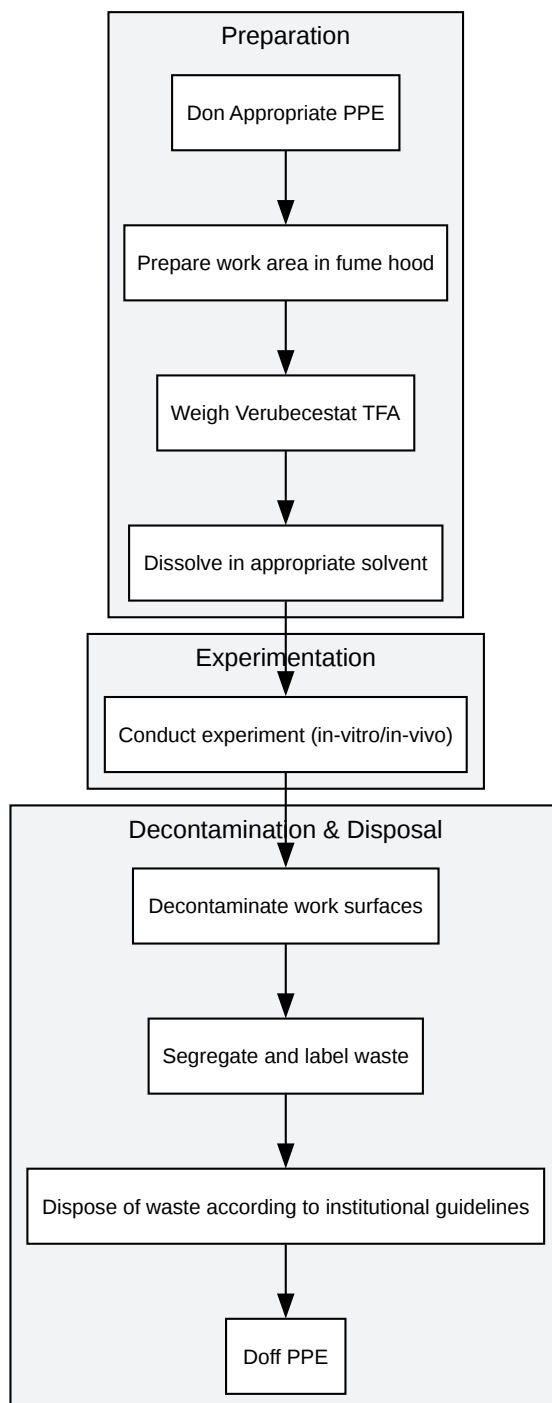 Preparation
Don Appropriate PPE
Prepare work area in fume hood
Weigh Verubecestat TFA
Dissolve in appropriate solvent
Experimentation
Conduct experiment (in-vitro/in-vivo)
Decontamination & Disposal
Decontaminate work surfaces
Segregate and label waste
Dispose of waste according to institutional guidelines
Doff PPE